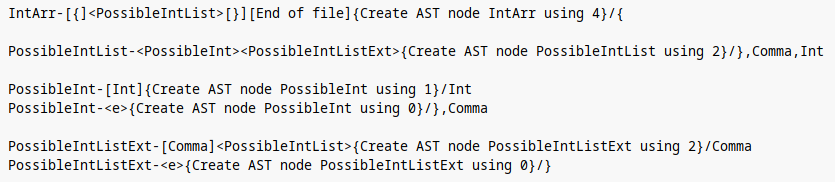 IntArr-[{]<PossibleIntList>[}][End of file]{Create AST node IntArr using 4}/{
PossibleIntList-<PossibleInt><PossibleIntListExt>{Create AST node PossibleIntList using 2}/},Comma,Int
PossibleInt-[Int]{Create AST node PossibleInt using 1}/Int
PossibleInt-<e>{Create AST node PossibleInt using 0}/},Comma
PossibleIntListExt-[Comma]<PossibleIntList>{Create AST node PossibleIntListExt using 2}/Comma
PossibleIntListExt-<e>{Create AST node PossibleIntListExt using 0}/}